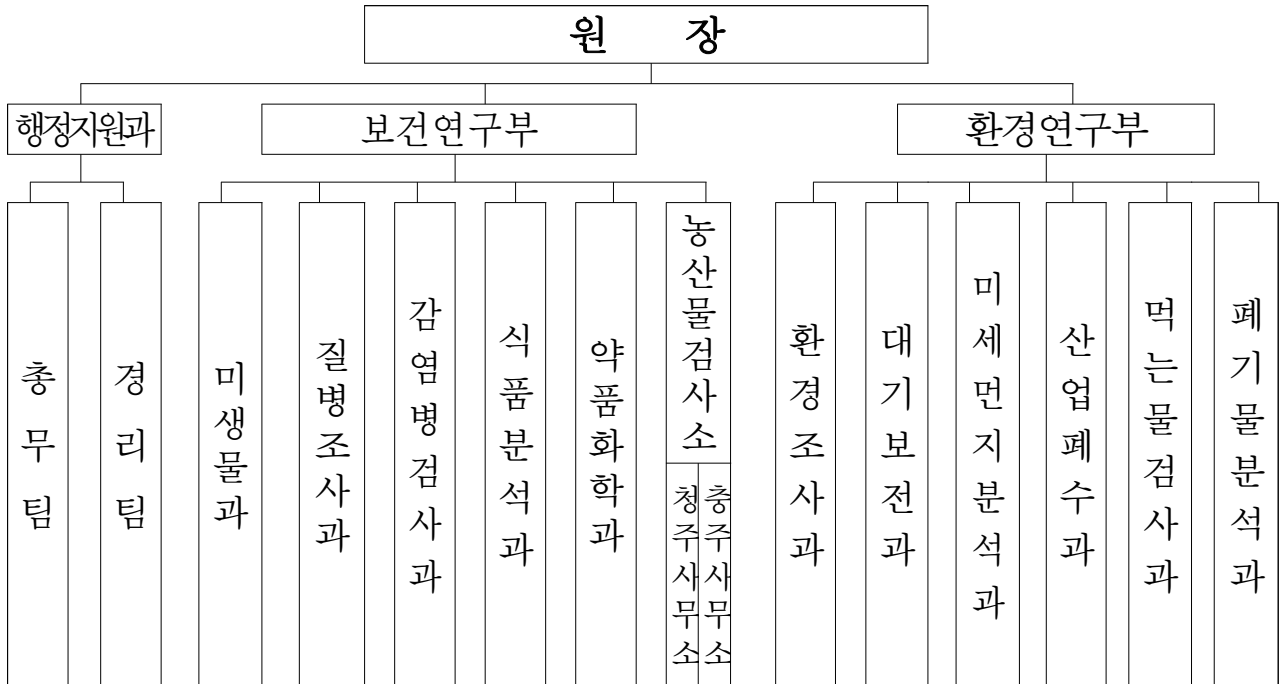 원 장
행정지원과
보건연구부
환경연구부
총무팀
경리팀
미생물과
질병조사과
감염병검사과
식품분석과
약품화학과
농산물검사소
청주사무소
충주사무소
환경조사과
대기보전과
미세먼지분석과
산업폐수과
먹는물검사과
폐기물분석과